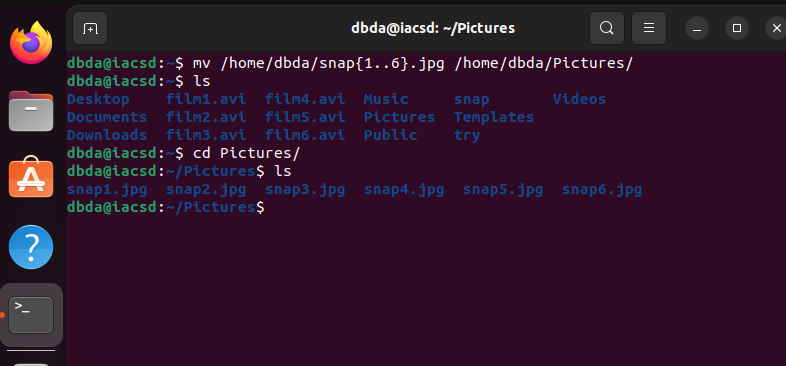 dbda@iacsd: ~/Pictures
dbda@iacsd:~$ mv /home/dbda/snap{1..6}.jpg /home/dbda/Pictures/
dbda@iacsd:~$ ls
Desktop film1.avi film4.avi Music snap Videos
Documents film2.avi film5.avi Pictures Templates
Downloads film3.avi film6.avi Public try
dbda@iacsd:~$ cd Pictures/
dbda@iacsd:~/Pictures$ ls
snap1.jpg snap2.jpg snap3.jpg snap4.jpg snap5.jpg snap6.jpg
dbda@iacsd:~/Pictures$